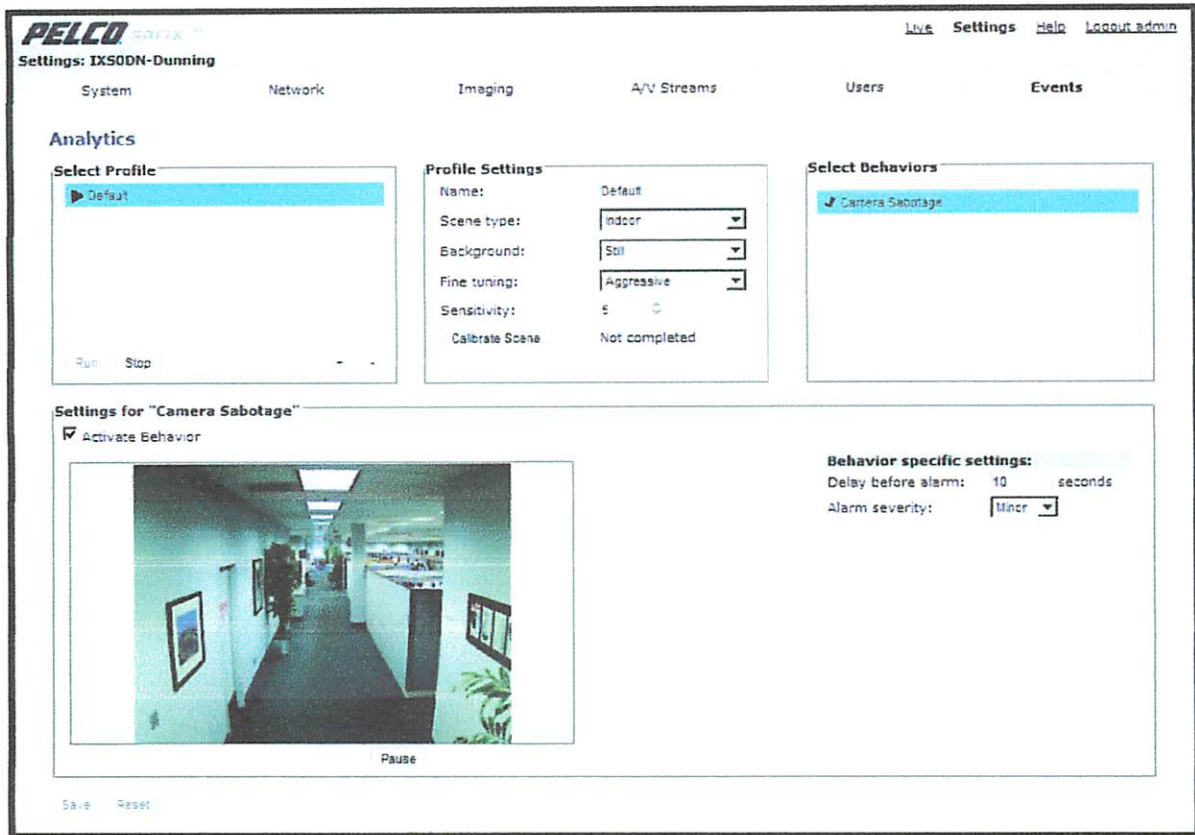 PELCO sarix™
Live Settings Help Logout admin
Settings: IXS0DN-Dunning
System Network Imaging A/V Streams Users Events
Analytics
Select Profile
Default
Run Stop + -
Profile Settings
Name: Default
Scene type: Indoor
Background: Still
Fine tuning: Aggressive
Sensitivity: 5
Calibrate Scene Not completed
Select Behaviors
Camera Sabotage
Settings for "Camera Sabotage"
Activate Behavior
Pause
Behavior specific settings:
Delay before alarm: 10 seconds
Alarm severity: Minor
Save Reset